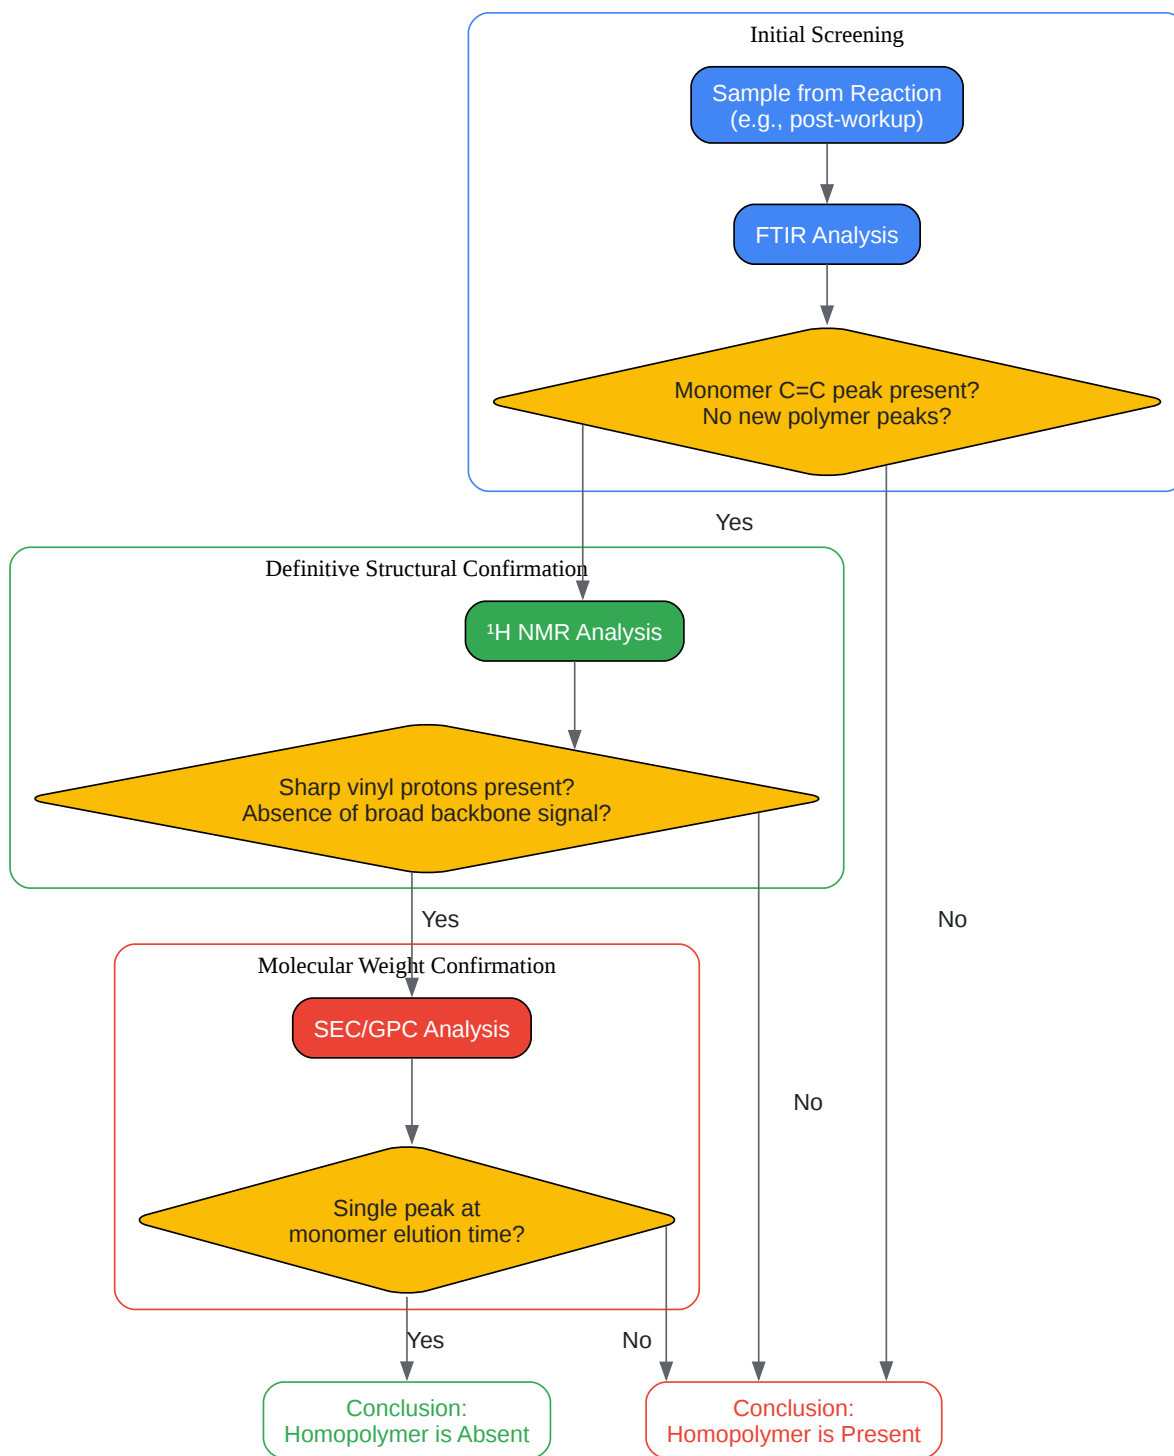 Initial Screening
Sample from Reaction
(e.g., post-workup)
FTIR Analysis
Monomer C=C peak present?
No new polymer peaks?
Yes
Definitive Structural Confirmation
¹H NMR Analysis
Sharp vinyl protons present?
Absence of broad backbone signal?
Yes
No
Molecular Weight Confirmation
SEC/GPC Analysis
No
Single peak at
monomer elution time?
Yes
No
Conclusion:
Homopolymer is Absent
Conclusion:
Homopolymer is Present